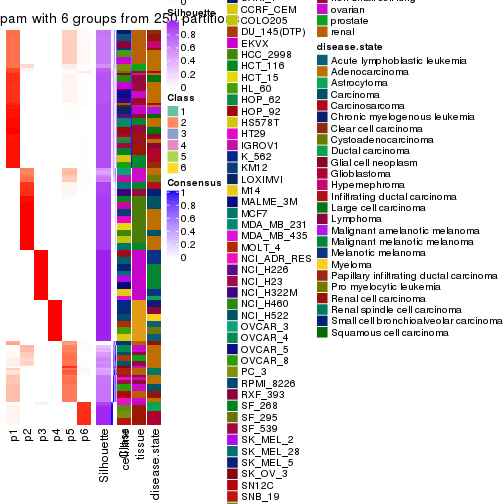 pam with 6 groups from 250 partitio
0
Silhouette
1
0.8
0.6
0.4
0.2
0
Class
1
2
3
4
5
6
Consensus
1
0.8
0.6
0.4
0.2
0
p1
p2
p3
p4
p5
p6
Silhouette
tissue
disease.state
CCRF_CEM
COLO205
DU_145(DTP)
EKVX
HCC_2998
HCT_116
HCT_15
HL_60
HOP_62
HOP_92
HS578T
HT29
IGROV1
K_562
KM12
LOXIMVI
M14
MALME_3M
MCF7
MDA_MB_231
MDA_MB_435
MOLT_4
NCI_ADR_RES
NCI_H226
NCI_H23
NCI_H322M
NCI_H460
NCI_H522
OVCAR_3
OVCAR_4
OVCAR_5
OVCAR_8
PC_3
RPMI_8226
RXF_393
SF_268
SF_295
SF_539
SK_MEL_2
SK_MEL_28
SK_MEL_5
SK_OV_3
SN12C
SNB_19
ovarian
prostate
renal
disease.state
Acute lymphoblastic leukemia
Adenocarcinoma
Astrocytoma
Carcinoma
Carcinosarcoma
Chronic myelogenous leukemia
Clear cell carcinoma
Cystoadenocarcinoma
Ductal carcinoma
Glial cell neoplasm
Glioblastoma
Hypernephroma
Infiltrating ductal carcinoma
Large cell carcinoma
Lymphoma
Malignant amelanotic melanoma
Malignant melanotic melanoma
Melanotic melanoma
Myeloma
Papillary infiltrating ductal carcinoma
Pro myelocytic leukemia
Renal cell carcinoma
Renal spindle cell carcinoma
Small cell bronchioalveolar carcinoma
Squamous cell carcinoma